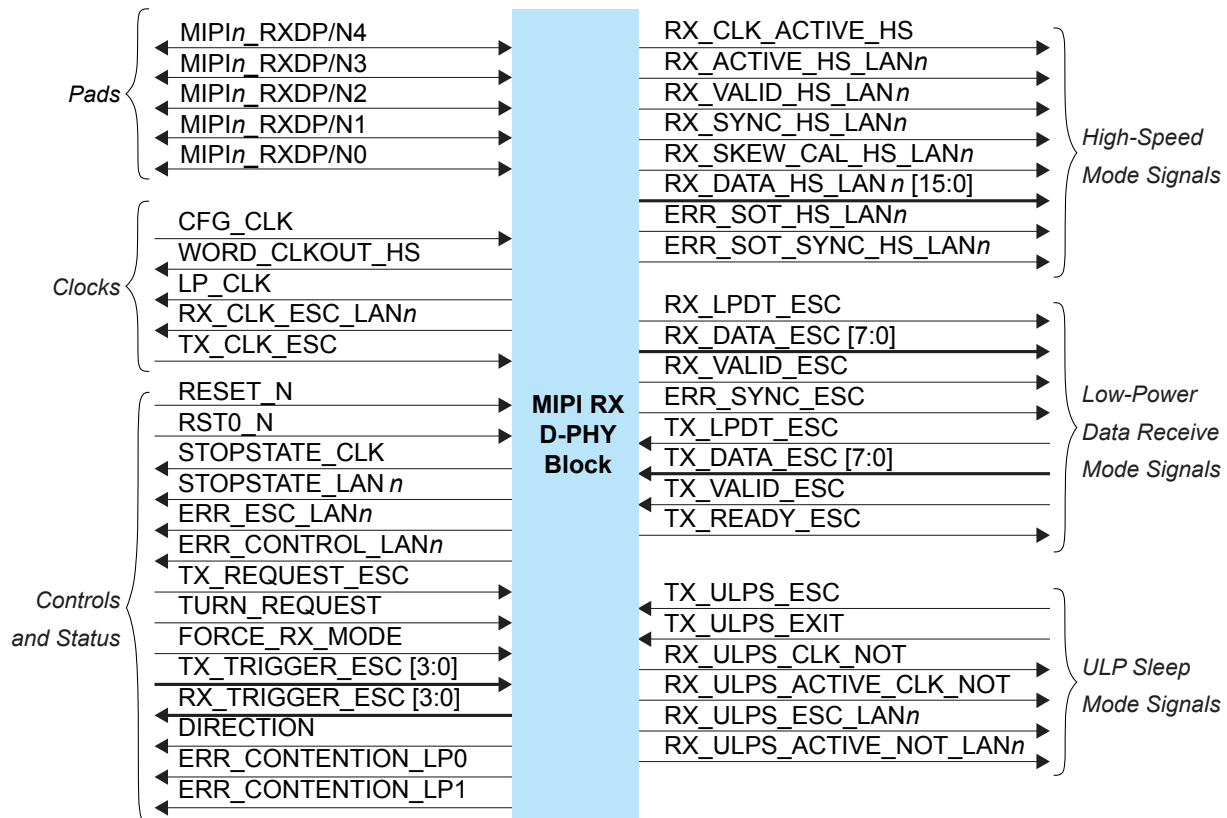 Pads
MIPIn_RXDP/N4
MIPIn_RXDP/N3
MIPIn_RXDP/N2
MIPIn_RXDP/N1
MIPIn_RXDP/N0
Clocks
CFG_CLK
WORD_CLKOUT_HS
LP_CLK
RX_CLK_ESC_LANn
TX_CLK_ESC
Controls
and Status
RESET_N
RST0_N
STOPSTATE_CLK
STOPSTATE_LAN n
ERR_ESC_LANn
ERR_CONTROL_LANn
TX_REQUEST_ESC
TURN_REQUEST
FORCE_RX_MODE
TX_TRIGGER_ESC [3:0]
RX_TRIGGER_ESC [3:0]
DIRECTION
ERR_CONTENTION_LP0
ERR_CONTENTION_LP1
MIPI RX
D-PHY
Block
RX_CLK_ACTIVE_HS
RX_ACTIVE_HS_LANn
RX_VALID_HS_LANn
RX_SYNC_HS_LANn
RX_SKEW_CAL_HS_LANn
RX_DATA_HS_LAN n [15:0]
ERR_SOT_HS_LANn
ERR_SOT_SYNC_HS_LANn
High-Speed
Mode Signals
RX_LPDT_ESC
RX_DATA_ESC [7:0]
RX_VALID_ESC
ERR_SYNC_ESC
TX_LPDT_ESC
TX_DATA_ESC [7:0]
TX_VALID_ESC
TX_READY_ESC
Low-Power
Data Receive
Mode Signals
TX_ULPS_ESC
TX_ULPS_EXIT
RX_ULPS_CLK_NOT
RX_ULPS_ACTIVE_CLK_NOT
RX_ULPS_ESC_LANn
RX_ULPS_ACTIVE_NOT_LANn
ULP Sleep
Mode Signals